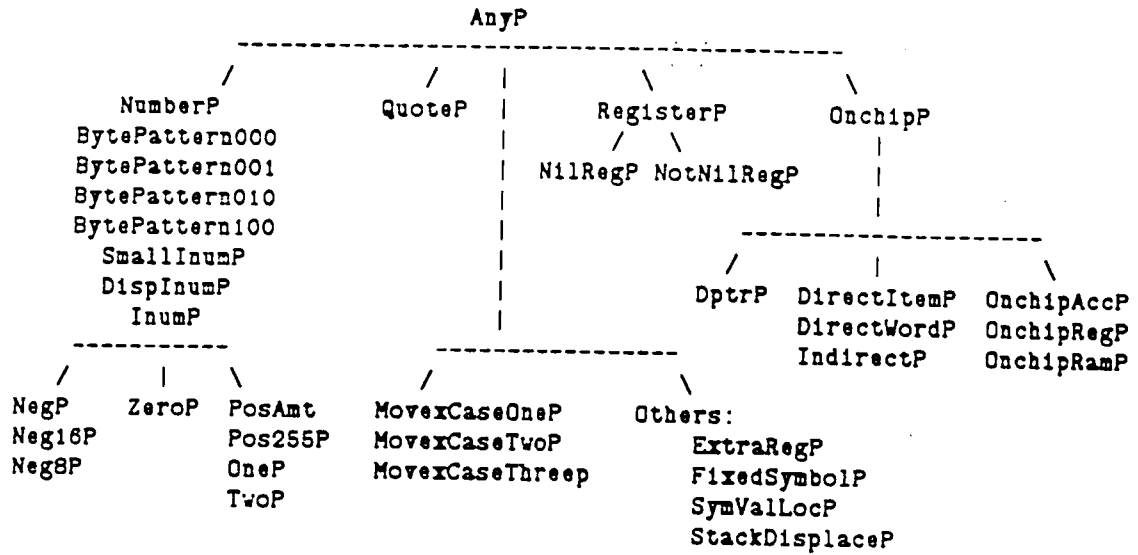 AnyP
NumberP QuoteP RegisterP OnchipP
BytePattern000
BytePattern001 NilRegP NotNilRegP
BytePattern010
BytePattern100
SmallInumP
DispInumP DptrP DirectItemP OnchipAccP
InumP DirectWordP OnchipRegP
IndirectP OnchipRamP
NegP ZeroP PosAmt MovexCaseOneP Others:
Neg16P Pos255P MovexCaseTwoP ExtraRegP
Neg8P OneP MovexCaseThreep FixedSymbolP
TwoP SymValLocP
StackDisplaceP